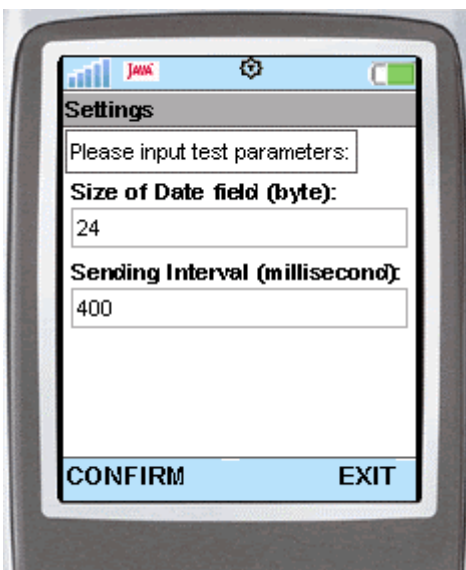 JAVA
Settings
Please input test parameters:
Size of Date field (byte):
24
Sending Interval (millisecond):
400
CONFIRM EXIT